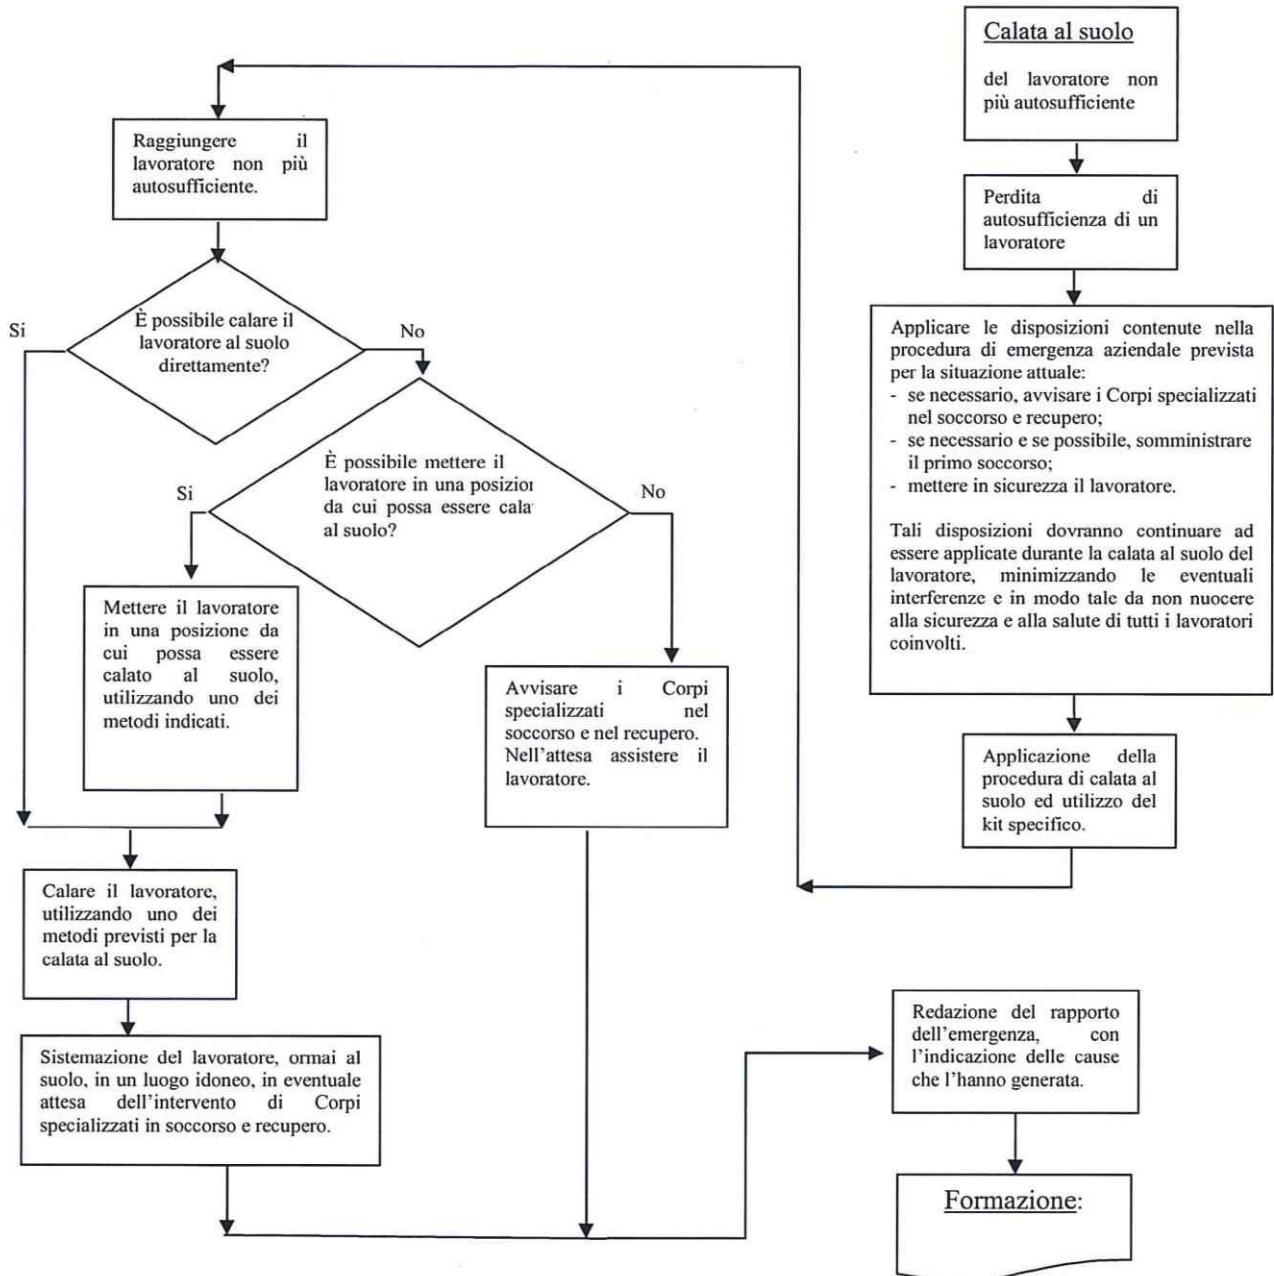 Calata al suolo
del lavoratore non
più autosufficiente
Perdita di
autosufficienza di un
lavoratore
Applicare le disposizioni contenute nella
procedura di emergenza aziendale prevista
per la situazione attuale:
- se necessario, avvisare i Corpi specializzati
nel soccorso e recupero;
- se necessario e se possibile, somministrare
il primo soccorso;
- mettere in sicurezza il lavoratore.
Tali disposizioni dovranno continuare ad
essere applicate durante la calata al suolo del
lavoratore, minimizzando le eventuali
interferenze e in modo tale da non nuocere
alla sicurezza e alla salute di tutti i lavoratori
coinvolti.
Applicazione della
procedura di calata al
suolo ed utilizzo del
kit specifico.
Raggiungere il
lavoratore non più
autosufficiente.
È possibile calare il
lavoratore al suolo
direttamente?
Si
No
È possibile mettere il
lavoratore in una posizior
da cui possa essere cala
al suolo?
Si
No
Mettere il lavoratore
in una posizione da
cui possa essere
calato al suolo,
utilizzando uno dei
metodi indicati.
Avvisare i Corpi
specializzati nel
soccorso e nel recupero.
Nell'attesa assistere il
lavoratore.
Calare il lavoratore,
utilizzando uno dei
metodi previsti per la
calata al suolo.
Sistemazione del lavoratore, ormai al
suolo, in un luogo idoneo, in eventuale
attesa dell'intervento di Corpi
specializzati in soccorso e recupero.
Redazione del rapporto
dell'emergenza, con
l'indicazione delle cause
che l'hanno generata.
Formazione: